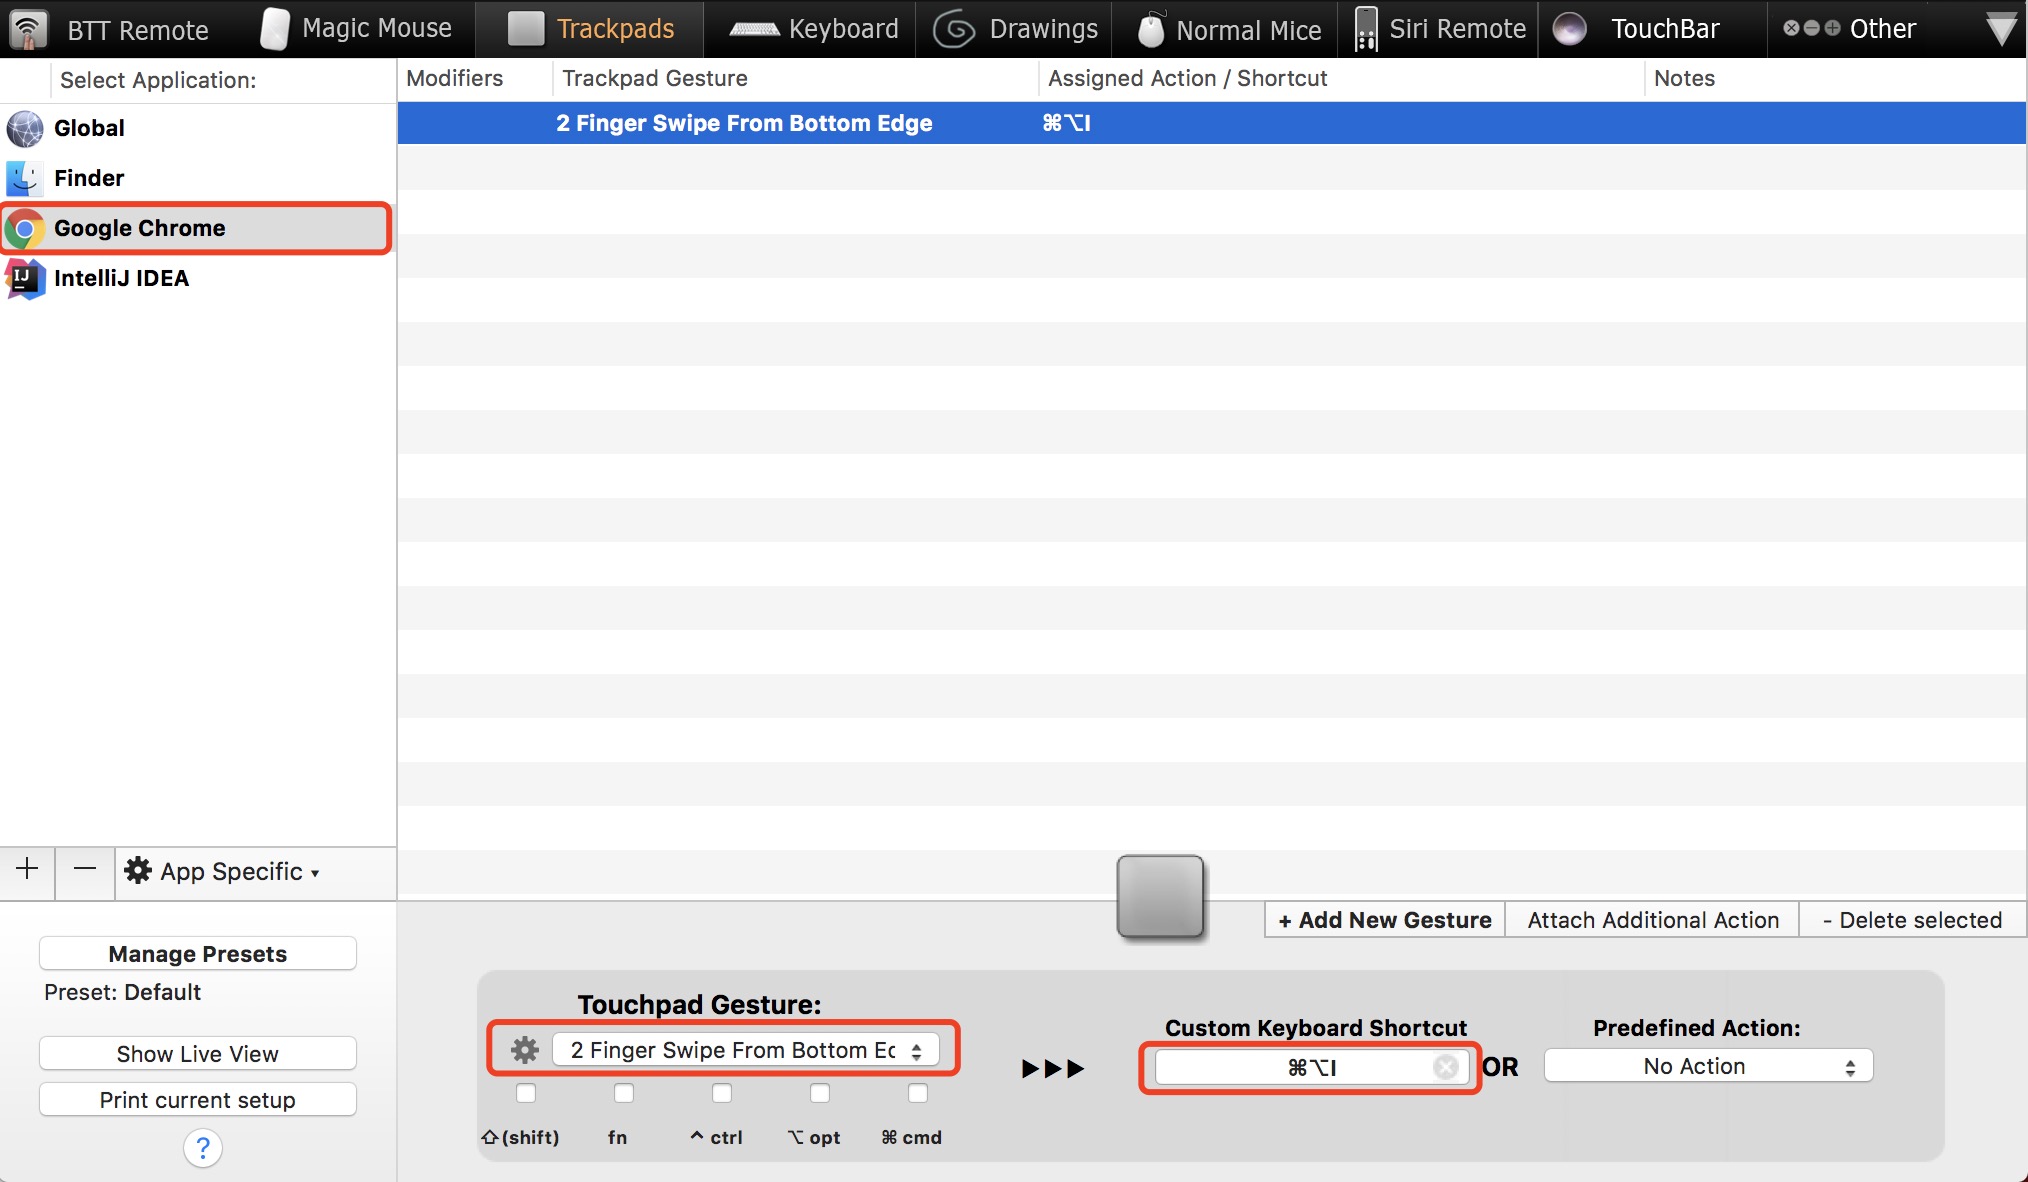 BTT Remote
Magic Mouse
Trackpads
Keyboard
Drawings
Normal Mice
Siri Remote
TouchBar
Other
Select Application:
Modifiers
Trackpad Gesture
Assigned Action / Shortcut
Notes
Global
Finder
Google Chrome
IJ IntelliJ IDEA
2 Finger Swipe From Bottom Edge ⌘⌥I
+ − App Specific ▾
+ Add New Gesture
Attach Additional Action
- Delete selected
Manage Presets
Preset: Default
Show Live View
Print current setup
?
Touchpad Gesture:
2 Finger Swipe From Bottom Ec
⇧(shift)
fn
^ ctrl
⌥ opt
⌘ cmd
▶▶▶
Custom Keyboard Shortcut
⌘⌥I
OR
Predefined Action:
No Action